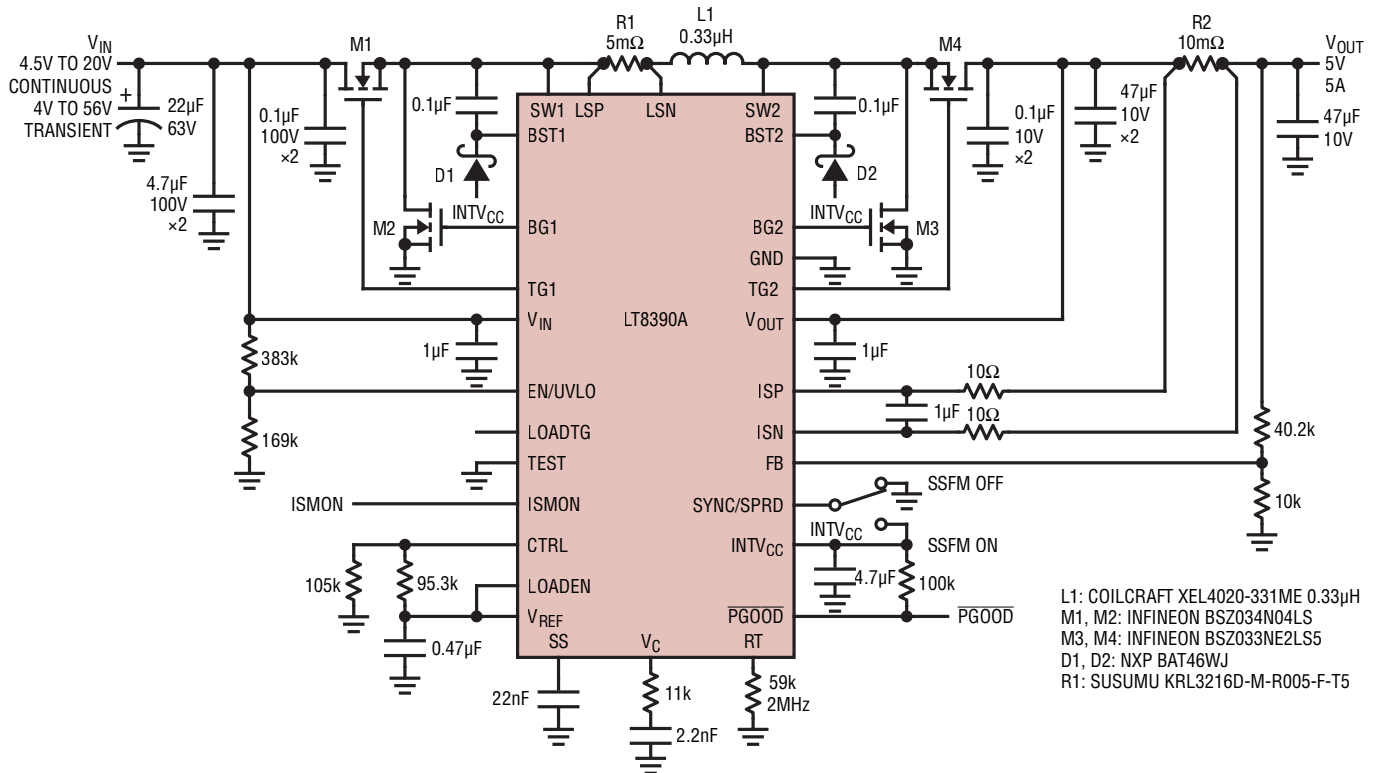 VIN
4.5V TO 20V
CONTINUOUS
4V TO 56V
TRANSIENT
+
22µF
63V
4.7µF
100V
×2
0.1µF
100V
×2
M1
0.1µF
D1
INTVCC
M2
R1
5mΩ
L1
0.33µH
SW1
LSP
LSN
SW2
BST1
BST2
0.1µF
D2
INTVCC
M3
M4
0.1µF
10V
×2
47µF
10V
×2
R2
10mΩ
VOUT
5V
5A
47µF
10V
BG1
BG2
GND
TG1
TG2
VIN
LT8390A
VOUT
1µF
1µF
383k
169k
EN/UVLO
ISP
10Ω
1µF
10Ω
LOADTG
ISN
TEST
FB
40.2k
10k
ISMON
ISMON
SYNC/SPRD
SSFM OFF
INTVCC
SSFM ON
CTRL
INTVCC
105k
95.3k
4.7µF
100k
LOADEN
VREF
PGOOD
PGOOD
0.47µF
SS
VC
RT
22nF
11k
2.2nF
59k
2MHz
L1: COILCRAFT XEL4020-331ME 0.33µH
M1, M2: INFINEON BSZ034N04LS
M3, M4: INFINEON BSZ033NE2LS5
D1, D2: NXP BAT46WJ
R1: SUSUMU KRL3216D-M-R005-F-T5